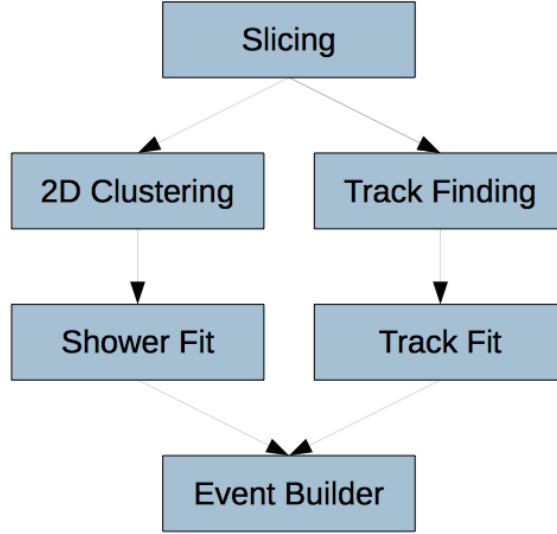 Slicing
2D Clustering
Track Finding
Shower Fit
Track Fit
Event Builder